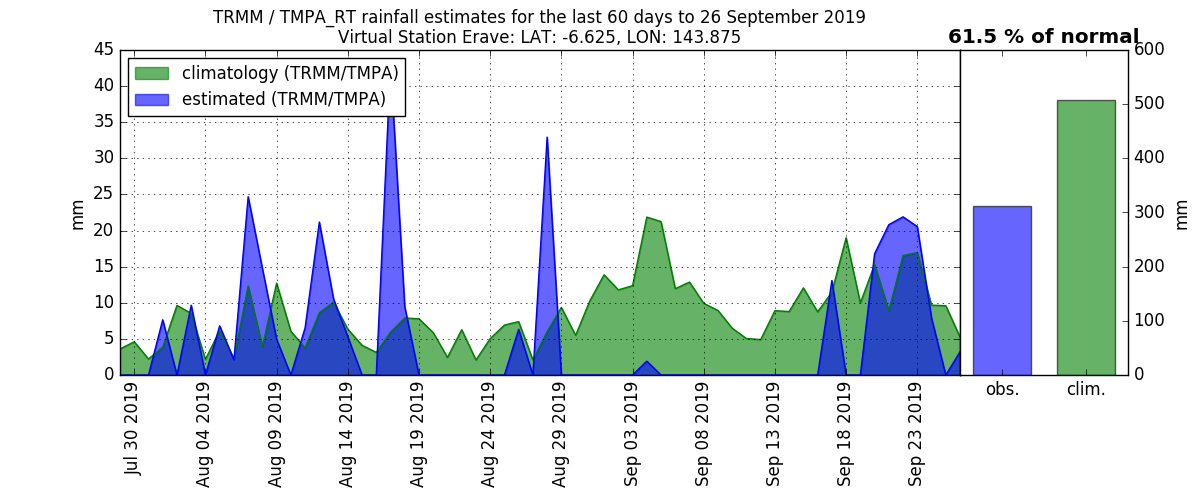 TRMM / TMPA_RT rainfall estimates for the last 60 days to 26 September 2019
Virtual Station Erave: LAT: -6.625, LON: 143.875
61.5 % of normal
climatology (TRMM/TMPA)
estimated (TRMM/TMPA)
45
40
35
30
25
20
15
10
5
0
mm
Jul 30 2019
Aug 04 2019
Aug 09 2019
Aug 14 2019
Aug 19 2019
Aug 24 2019
Aug 29 2019
Sep 03 2019
Sep 08 2019
Sep 13 2019
Sep 18 2019
Sep 23 2019
600
500
400
300
200
100
0
mm
obs.
clim.